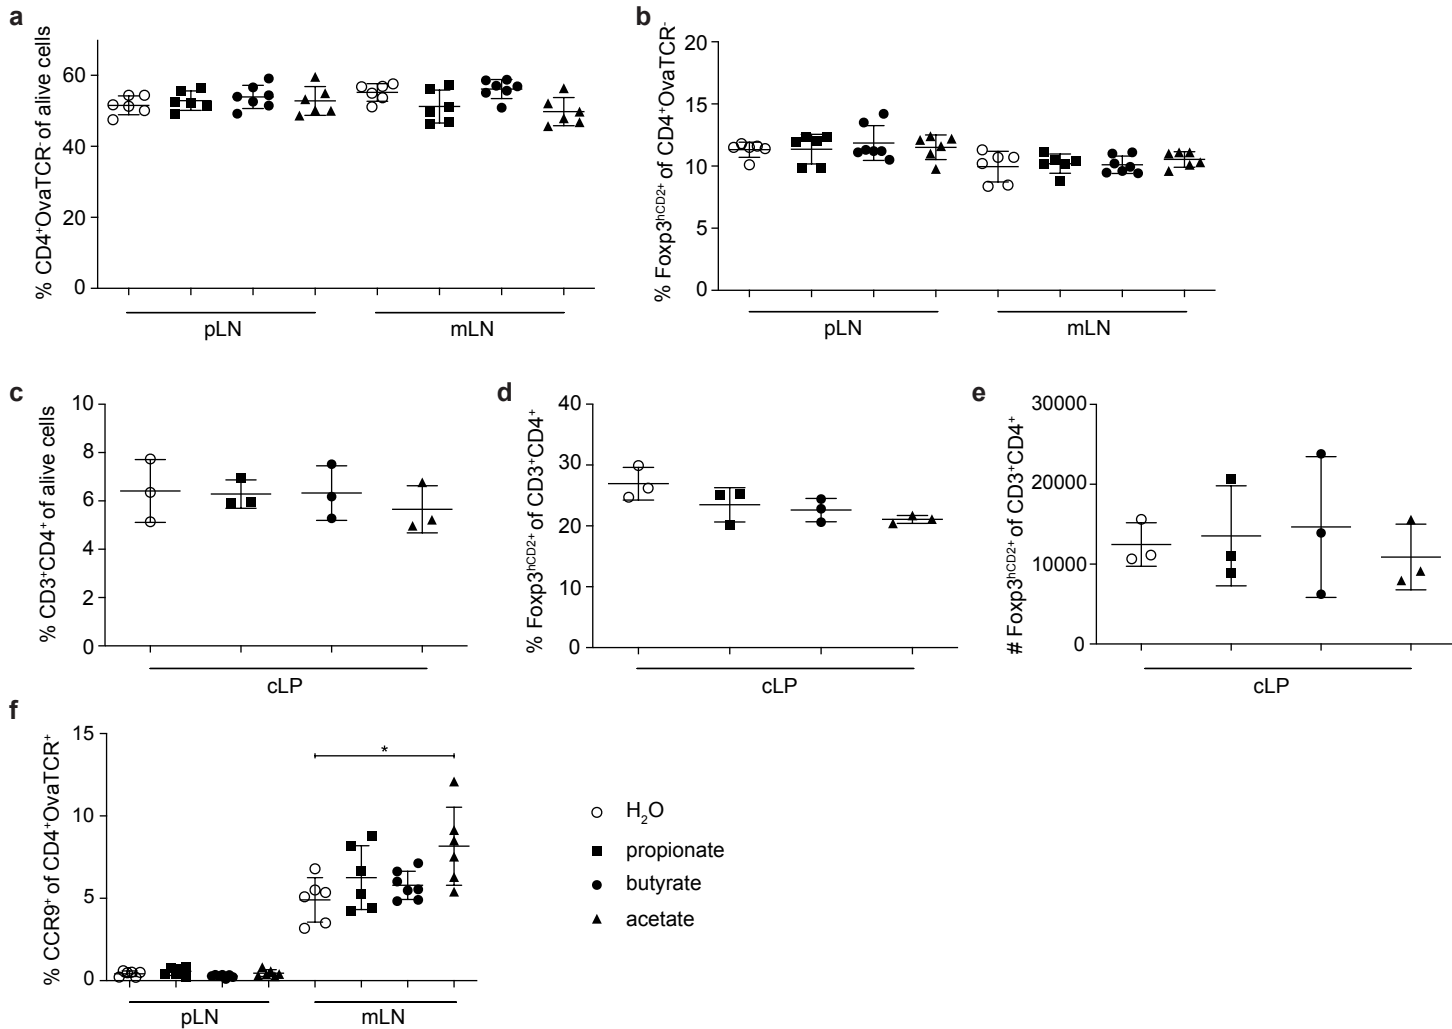 a
% CD4⁺OvaTCR⁻ of alive cells
60
40
20
0
pLN
mLN
b
% Foxp3ʰCD2+ of CD4⁺OvaTCR⁻
20
15
10
5
0
pLN
mLN
c
% CD3⁺CD4⁺ of alive cells
10
8
6
4
2
0
cLP
d
% Foxp3ʰCD2+ of CD3⁺CD4⁺
40
30
20
10
0
cLP
e
# Foxp3ʰCD2+ of CD3⁺CD4⁺
30000
20000
10000
0
cLP
f
% CCR9⁺ of CD4⁺OvaTCR⁺
15
10
5
0
*
pLN
mLN
H₂O
propionate
butyrate
acetate